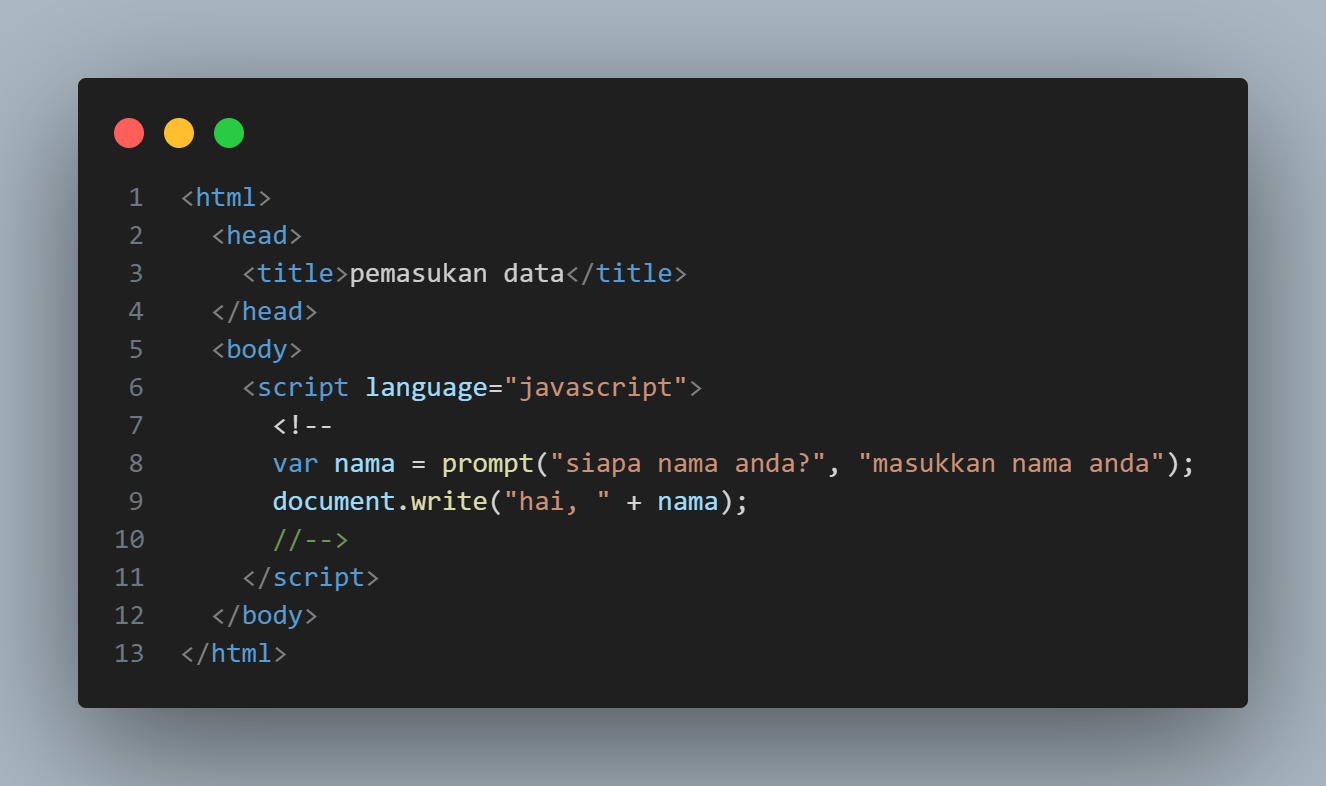 1 <html>
2   <head>
3     <title>pemasukan data</title>
4   </head>
5   <body>
6     <script language="javascript">
7       <!--
8       var nama = prompt("siapa nama anda?", "masukkan nama anda");
9       document.write("hai, " + nama);
10       //-->
11     </script>
12   </body>
13 </html>